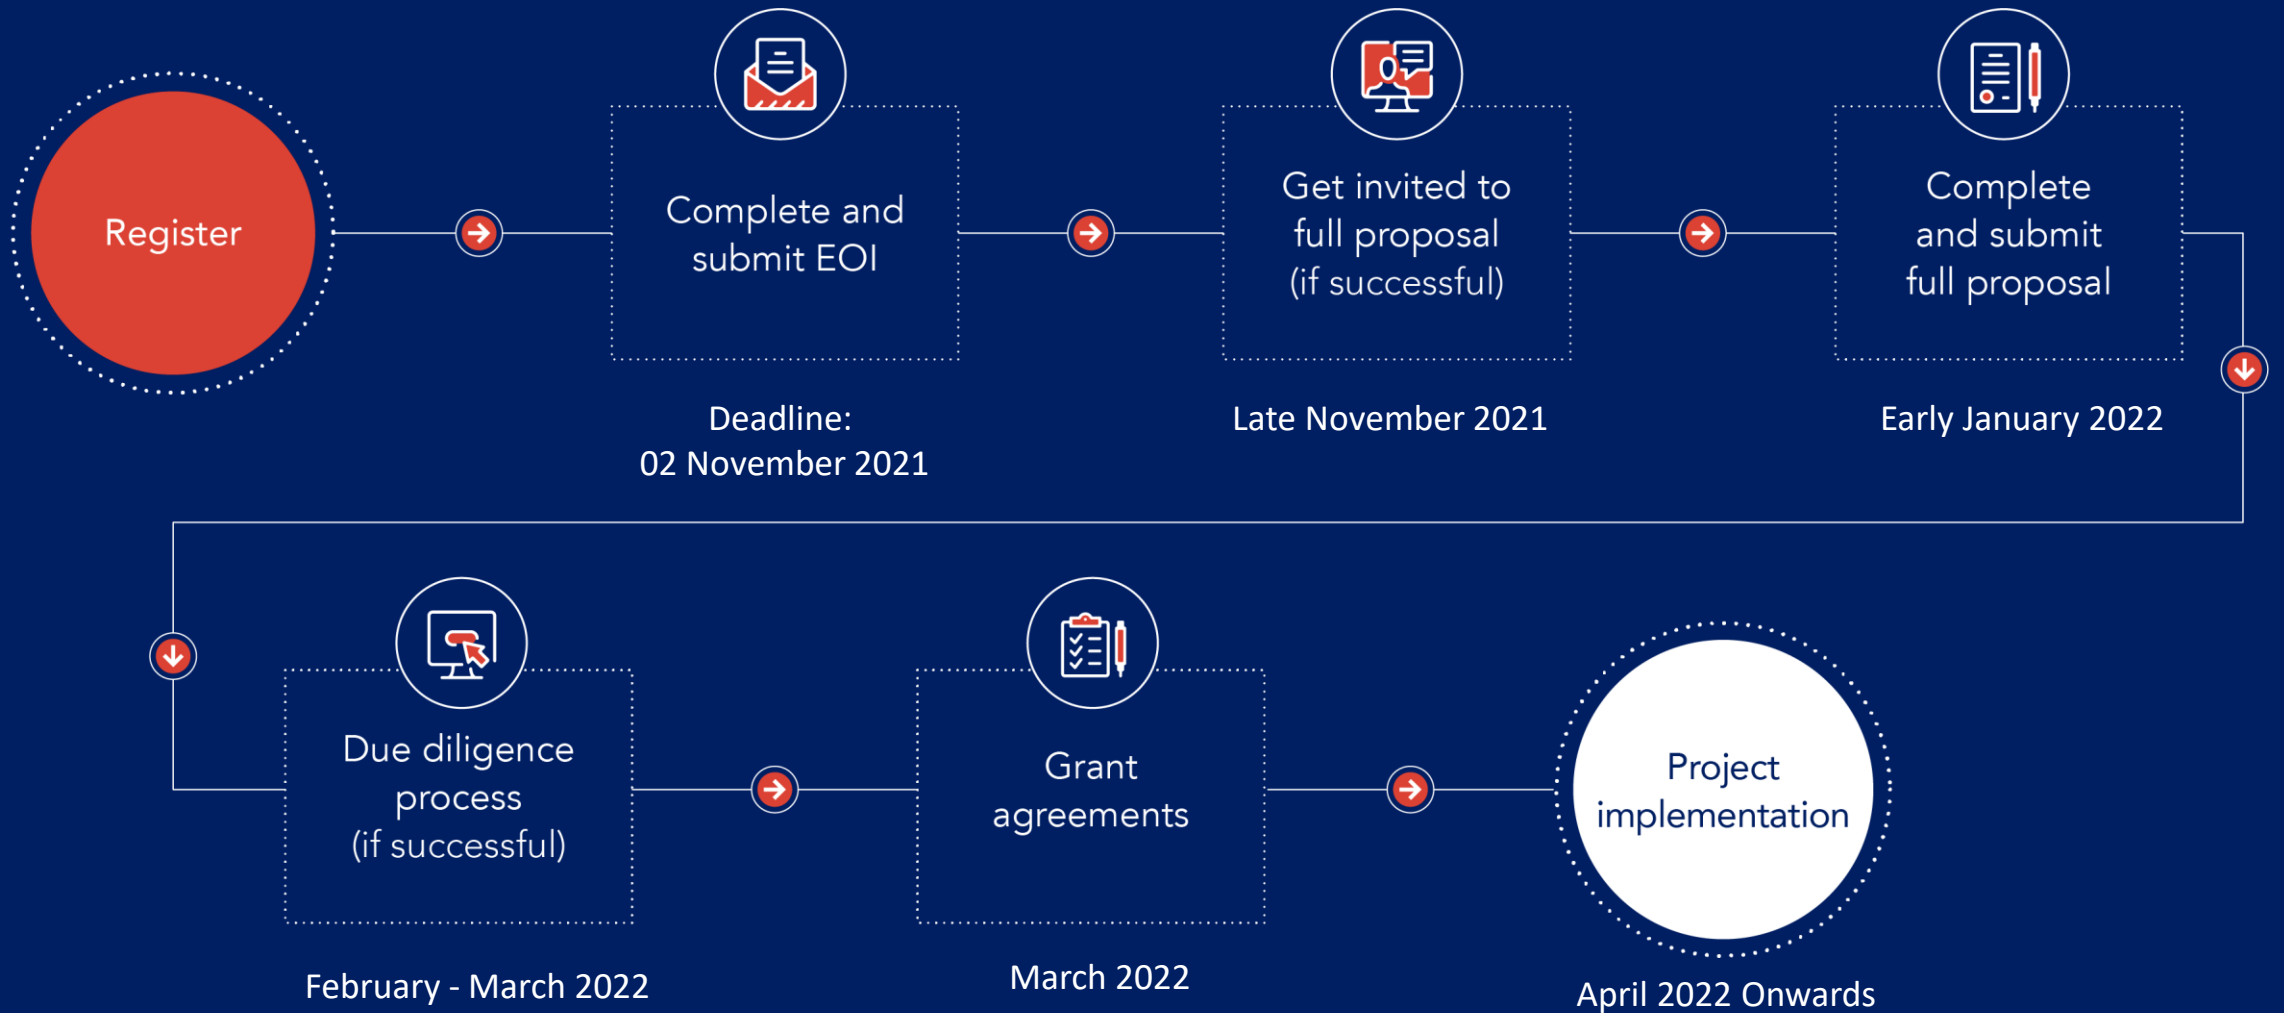 Register
Complete and
submit EOI
Deadline:
02 November 2021
Get invited to
full proposal
(if successful)
Late November 2021
Complete
and submit
full proposal
Early January 2022
Due diligence
process
(if successful)
February - March 2022
Grant
agreements
March 2022
Project
implementation
April 2022 Onwards